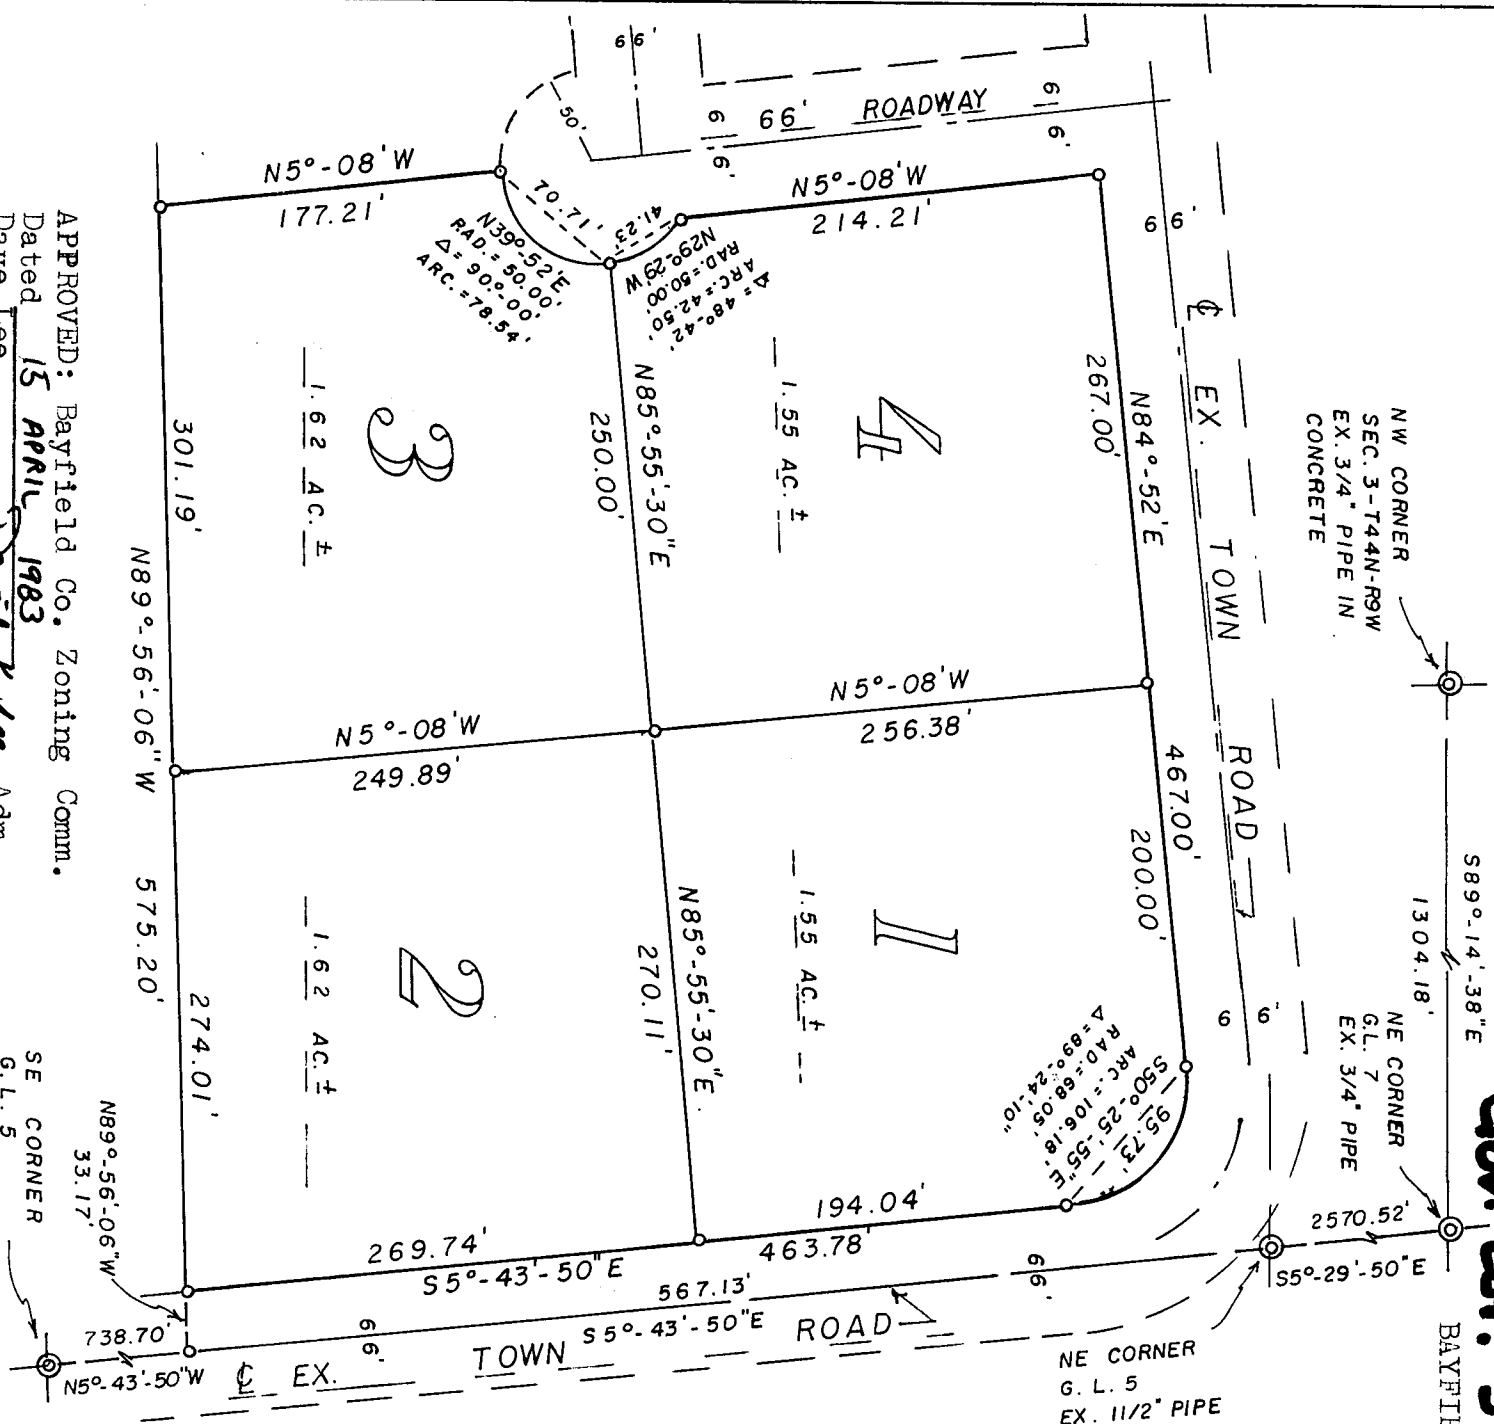 66'
50'
66' ROADWAY
66'
66'
N5°-08'W
177.21'
70.71'
N39°-52'E
RAD.= 50.00'
Δ= 90°-00'
ARC.=78.54'
41.23'
N29°-29'W
RAD.=50.00'
ARC.=42.50'
Δ= 48°-42'
N5°-08'W
214.21'
66'
℄ EX. TOWN ROAD
N84°-52'E
267.00'
467.00'
200.00'
4
1.55 AC.±
N85°-55'-30"E
250.00'
3
1.62 AC.±
301.19'
N89°-56'-06"W 575.20'
N5°-08'W
249.89'
N5°-08'W
256.38'
1
1.55 AC.±
N85°-55'-30"E.
270.11'
2
1.62 AC.±
274.01'
S50°-25'-55"E
95.73'
ARC.=106.18'
RAD.=68.05'
Δ=89°-24'-10"
66'
194.04'
463.78'
269.74'
S5°-43'-50"E
567.13'
S5°-43'-50"E
66'
66'
℄ EX. TOWN ROAD
N89°-56'-06"W
33.17'
738.70'
N5°-43'-50"W
SE CORNER
G.L. 5
NE CORNER
G. L. 5
EX. 11/2" PIPE
2570.52'
S5°-29'-50"E
NE CORNER
G.L. 7
EX. 3/4" PIPE
S89°-14'-38"E
1304.18'
NW CORNER
SEC. 3-T44N-R9W
EX. 3/4" PIPE IN
CONCRETE
APPROVED: Bayfield Co. Zoning Comm.
Dated 15 APRIL 1983
Dave Lee Adm